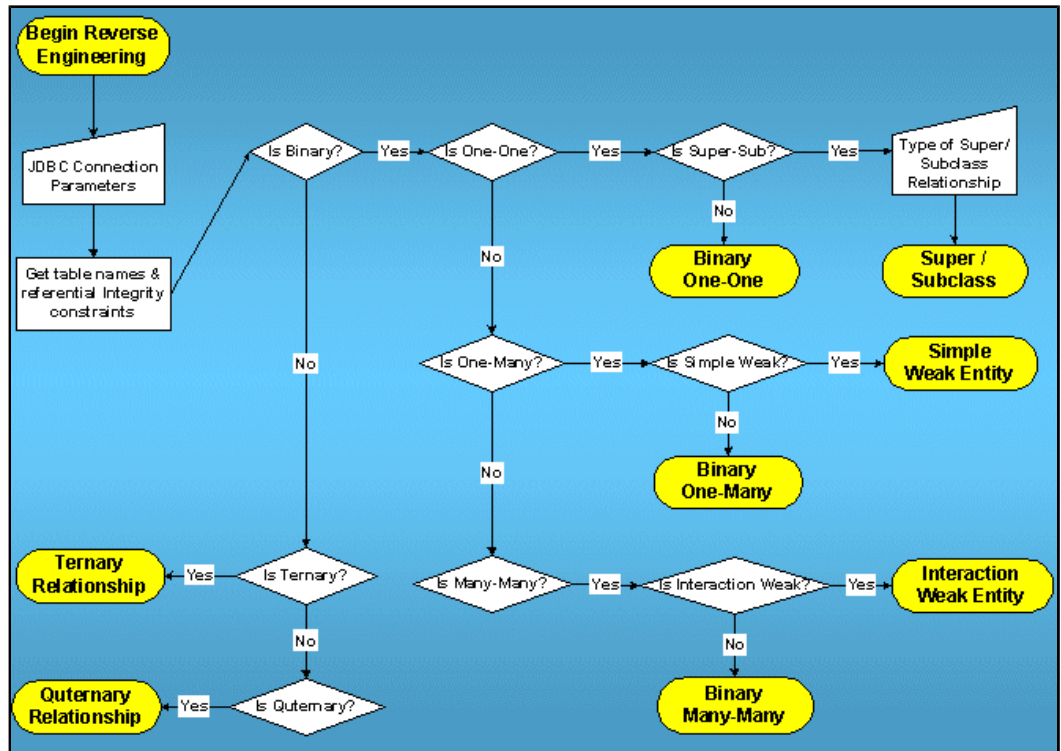 Begin Reverse
Engineering
JDBC Connection
Parameters
Get table names &
referential Integrity
constraints
Is Binary?
Yes
Is One-One?
Yes
Is Super-Sub?
Yes
Type of Super/
Subclass
Relationship
No
No
No
Binary
One-One
Super /
Subclass
Is One-Many?
Yes
Is Simple Weak?
Yes
Simple
Weak Entity
No
No
Binary
One-Many
Ternary
Relationship
Yes
Is Ternary?
Is Many-Many?
Yes
Is Interaction Weak?
Yes
Interaction
Weak Entity
No
No
Quternary
Relationship
Yes
Is Quternary?
Binary
Many-Many